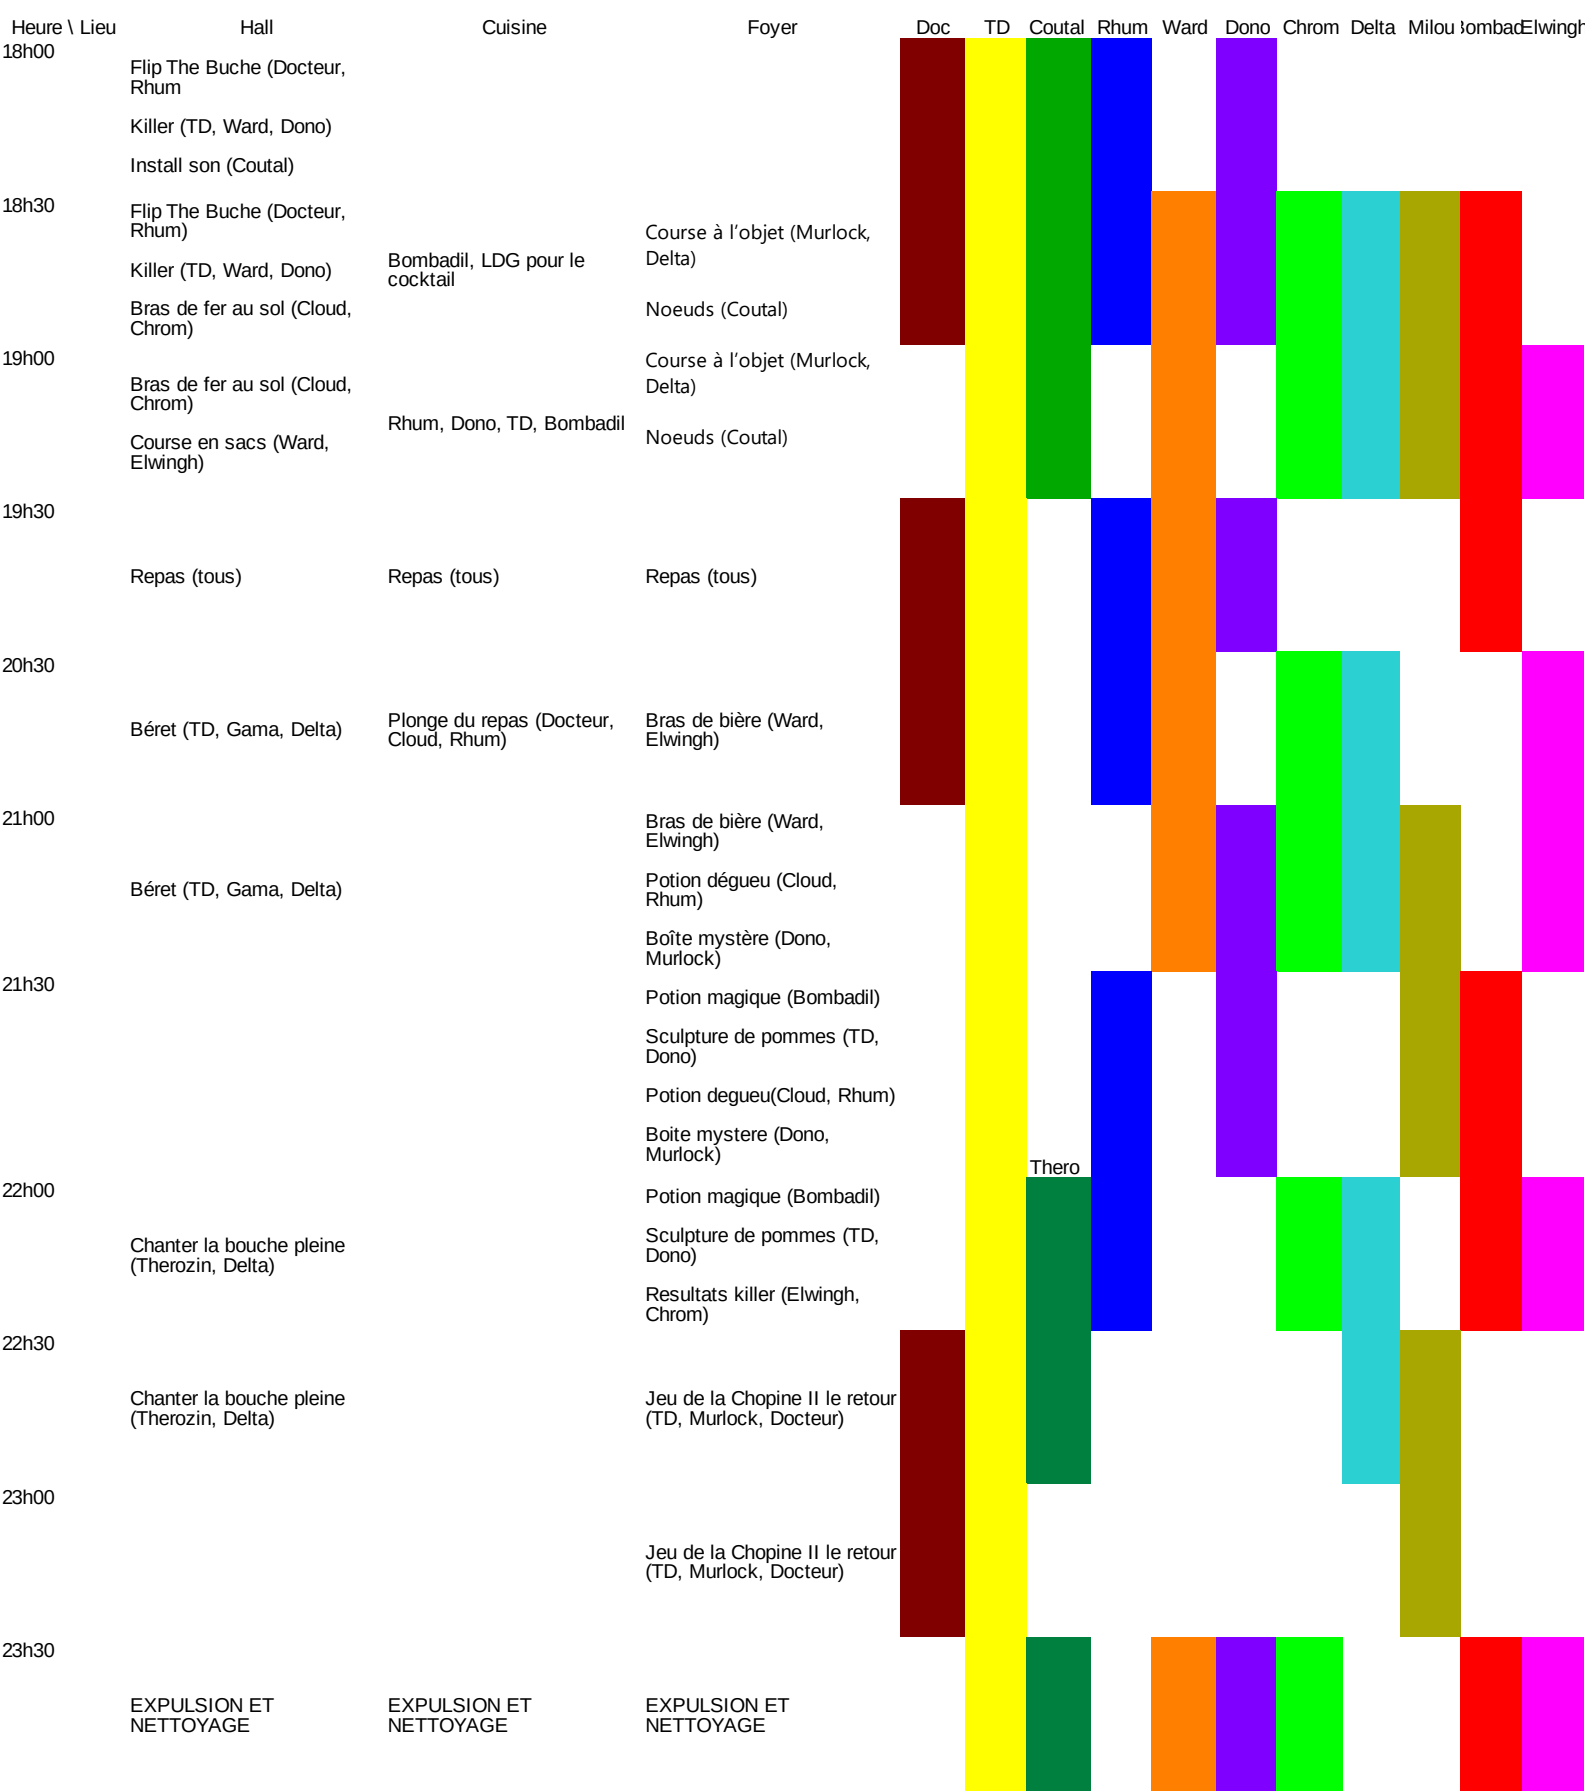 Heure \ Lieu Hall Cuisine Foyer Doc TD Coutal Rhum Ward Dono Chrom Delta Milou Bombad Elwingh
18h00
Flip The Buche (Docteur,
Rhum
Killer (TD, Ward, Dono)
Install son (Coutal)
18h30
Flip The Buche (Docteur,
Rhum)
Killer (TD, Ward, Dono)
Bras de fer au sol (Cloud,
Chrom)
Bombadil, LDG pour le
cocktail
Course à l'objet (Murlock,
Delta)
Noeuds (Coutal)
19h00
Bras de fer au sol (Cloud,
Chrom)
Course en sacs (Ward,
Elwingh)
Rhum, Dono, TD, Bombadil
Course à l'objet (Murlock,
Delta)
Noeuds (Coutal)
19h30
Repas (tous) Repas (tous) Repas (tous)
20h30
Béret (TD, Gama, Delta)
Plonge du repas (Docteur,
Cloud, Rhum)
Bras de bière (Ward,
Elwingh)
21h00
Béret (TD, Gama, Delta)
Bras de bière (Ward,
Elwingh)
Potion dégueu (Cloud,
Rhum)
Boîte mystère (Dono,
Murlock)
21h30
Potion magique (Bombadil)
Sculpture de pommes (TD,
Dono)
Potion degueu(Cloud, Rhum)
Boite mystere (Dono,
Murlock)
Thero
22h00
Chanter la bouche pleine
(Therozin, Delta)
Potion magique (Bombadil)
Sculpture de pommes (TD,
Dono)
Resultats killer (Elwingh,
Chrom)
22h30
Chanter la bouche pleine
(Therozin, Delta)
Jeu de la Chopine II le retour
(TD, Murlock, Docteur)
23h00
Jeu de la Chopine II le retour
(TD, Murlock, Docteur)
23h30
EXPULSION ET
NETTOYAGE
EXPULSION ET
NETTOYAGE
EXPULSION ET
NETTOYAGE